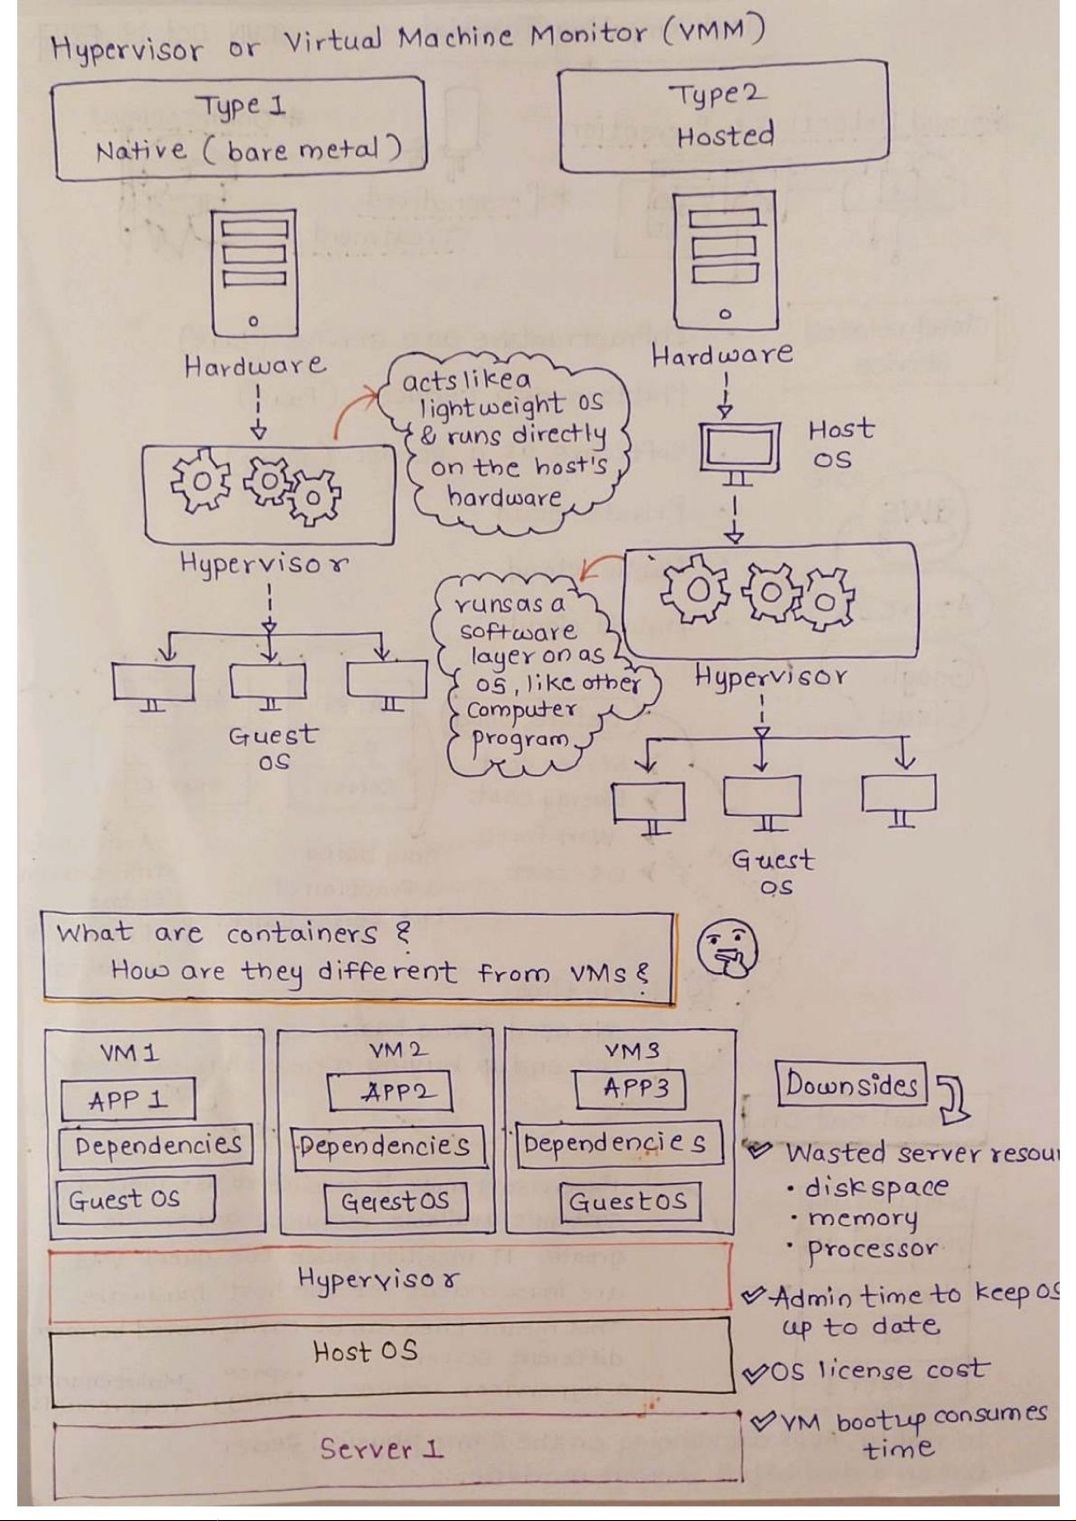 Hypervisor or Virtual Machine Monitor (VMM)
Type 1
Native (bare metal)
Type 2
Hosted
Hardware
acts like a
lightweight OS
& runs directly
on the host's
hardware
Hypervisor
Guest
OS
Hardware
Host
OS
runs as a
software
layer on as
OS, like other
computer
program
Hypervisor
Guest
OS
What are containers ?
How are they different from VMs ?
VM 1
APP 1
Dependencies
Guest OS
VM 2
APP2
Dependencies
Guest OS
VM3
APP3
Dependencies
Guest OS
Hypervisor
Host OS
Server 1
Downsides
Wasted server resou
• disk space
• memory
• processor
Admin time to keep OS
up to date
OS license cost
VM bootup consumes
time